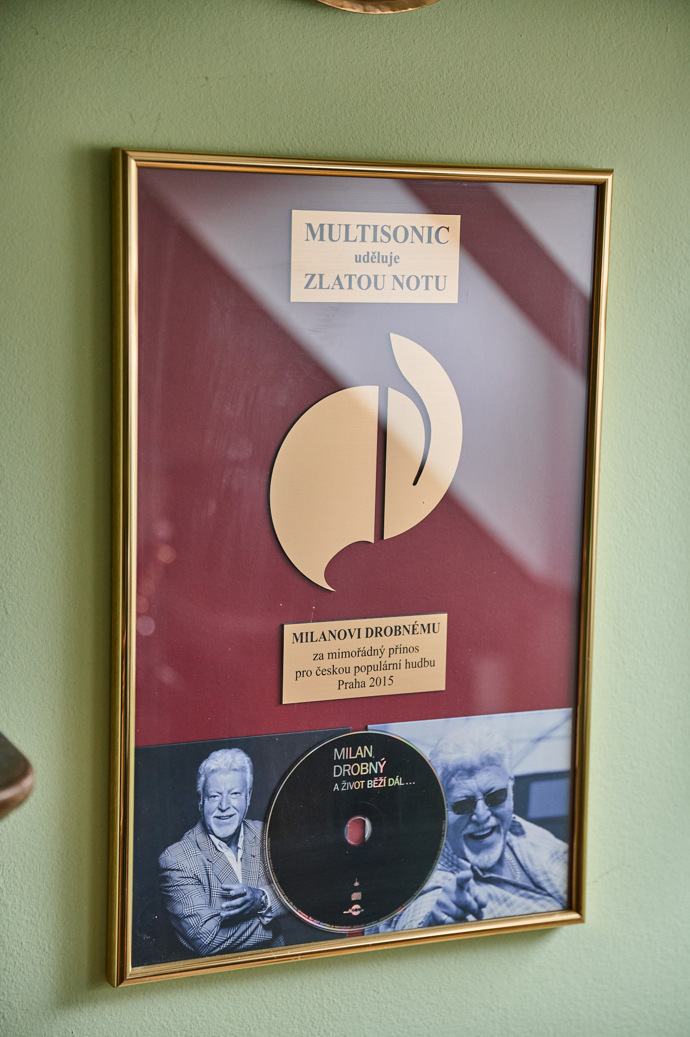 MULTISONIC
uděluje
ZLATOU NOTU
MILANOVI DROBNÉMU
za mimořádný přínos
pro českou populární hudbu
Praha 2015
MILAN
DROBNÝ
A ŽIVOT BĚŽÍ DÁL...